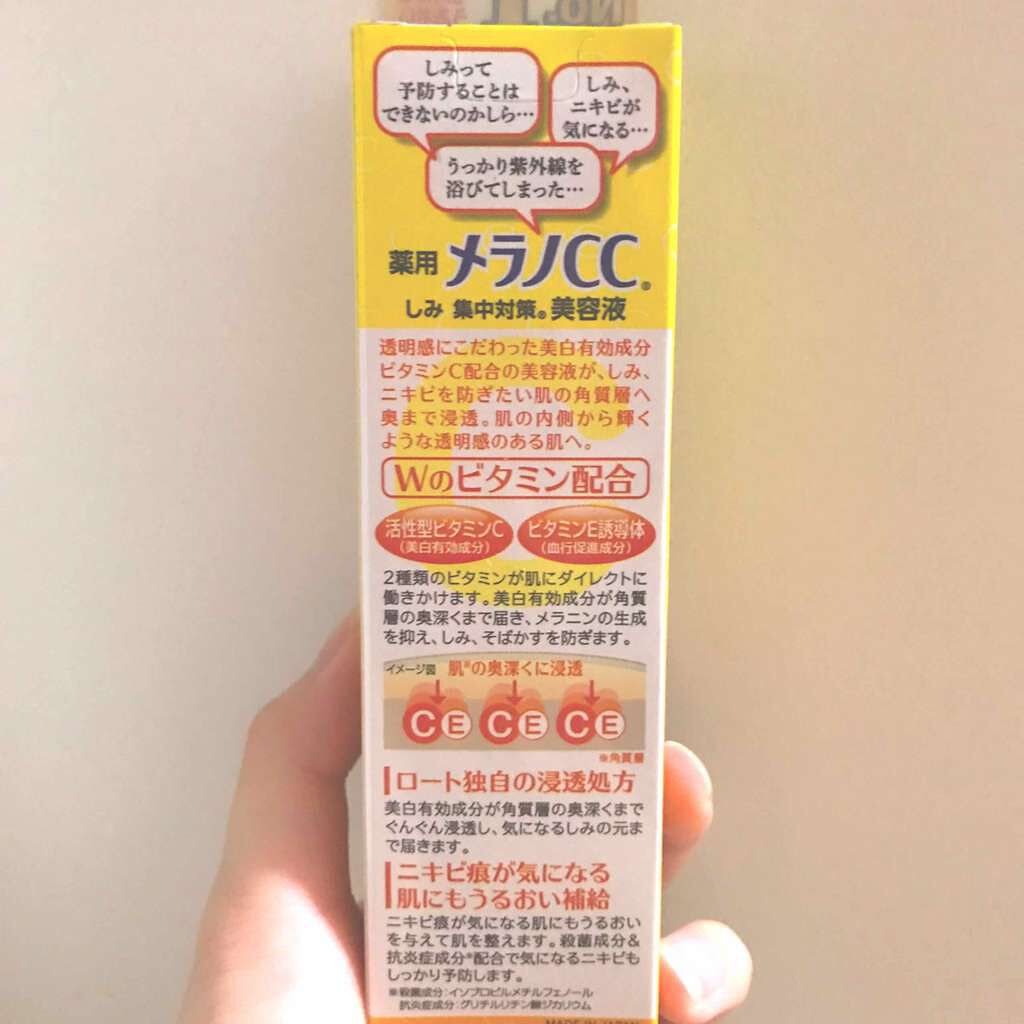 No.1
しみって
予防することは
できないのかしら…
しみ、
ニキビが
気になる…
うっかり紫外線を
浴びてしまった…
薬用 メラノCC®
しみ 集中対策®美容液
透明感にこだわった美白有効成分
ビタミンC配合の美容液が、しみ、
ニキビを防ぎたい肌の角質層へ
奥まで浸透。肌の内側から輝く
ような透明感のある肌へ。
Wのビタミン配合
活性型ビタミンC
(美白有効成分)
ビタミンE誘導体
(血行促進成分)
2種類のビタミンが肌にダイレクトに
働きかけます。美白有効成分が角質
層の奥深くまで届き、メラニンの生成
を抑え、しみ、そばかすを防ぎます。
イメージ図 肌※の奥深くに浸透
C E C E C E
※角質層
ロート独自の浸透処方
美白有効成分が角質層の奥深くまで
ぐんぐん浸透し、気になるしみの元ま
で届きます。
ニキビ痕が気になる
肌にもうるおい補給
ニキビ痕が気になる肌にもうるおい
を与えて肌を整えます。殺菌成分&
抗炎症成分※配合で気になるニキビも
しっかり予防します。
※殺菌成分:イソプロピルメチルフェノール
抗炎症成分:グリチルリチン酸ジカリウム
MADE IN JAPAN